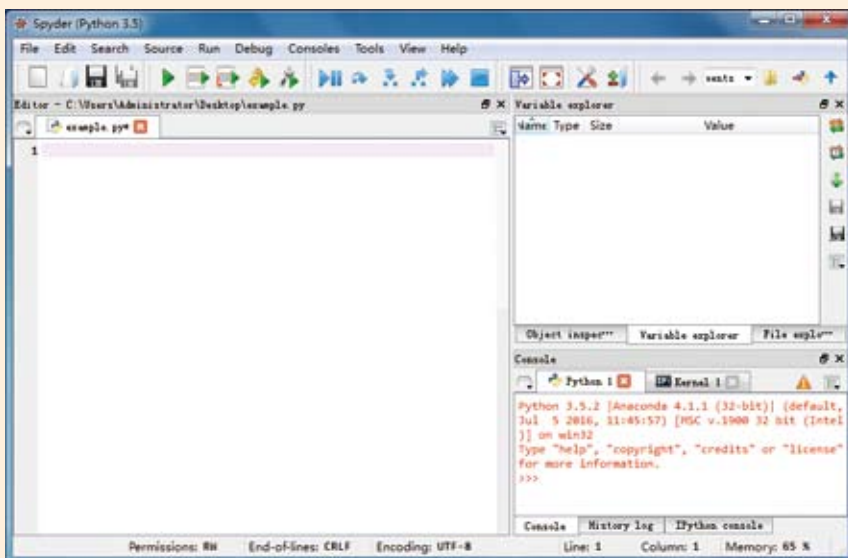 Spyder (Python 3.5)
File Edit Search Source Run Debug Consoles Tools View Help
sents
Editor - C:\Users\Administrator\Desktop\example.py
example.py*
1
Variable explorer
Name Type Size Value
Object inspec…
Variable explorer
File explo…
Console
Python 1
Kernel 1
Python 3.5.2 |Anaconda 4.1.1 (32-bit)| (default,
Jul 5 2016, 11:45:57) [MSC v.1900 32 bit (Intel
)] on win32
Type "help", "copyright", "credits" or "license"
for more information.
>>>
Console
History log
IPython console
Permissions: RW End-of-lines: CRLF Encoding: UTF-8 Line: 1 Column: 1 Memory: 65 %